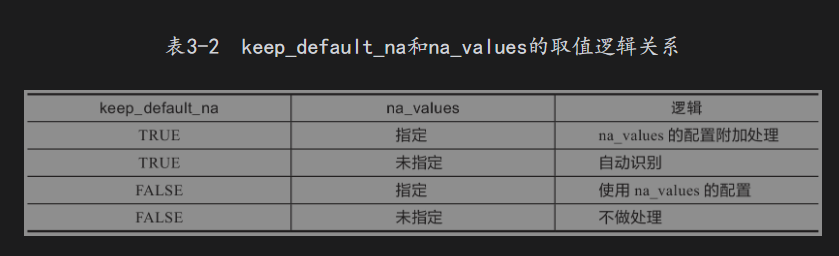 表3-2 keep_default_na和na_values的取值逻辑关系
keep_default_na na_values 逻辑
TRUE 指定 na_values 的配置附加处理
TRUE 未指定 自动识别
FALSE 指定 使用 na_values 的配置
FALSE 未指定 不做处理